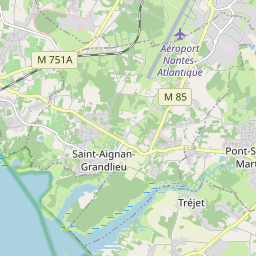 Aéroport
Nantes-
Atlantique
M 751A
M 85
Saint-Aignan-
Grandlieu
Pont-S
Mart
Tréjet